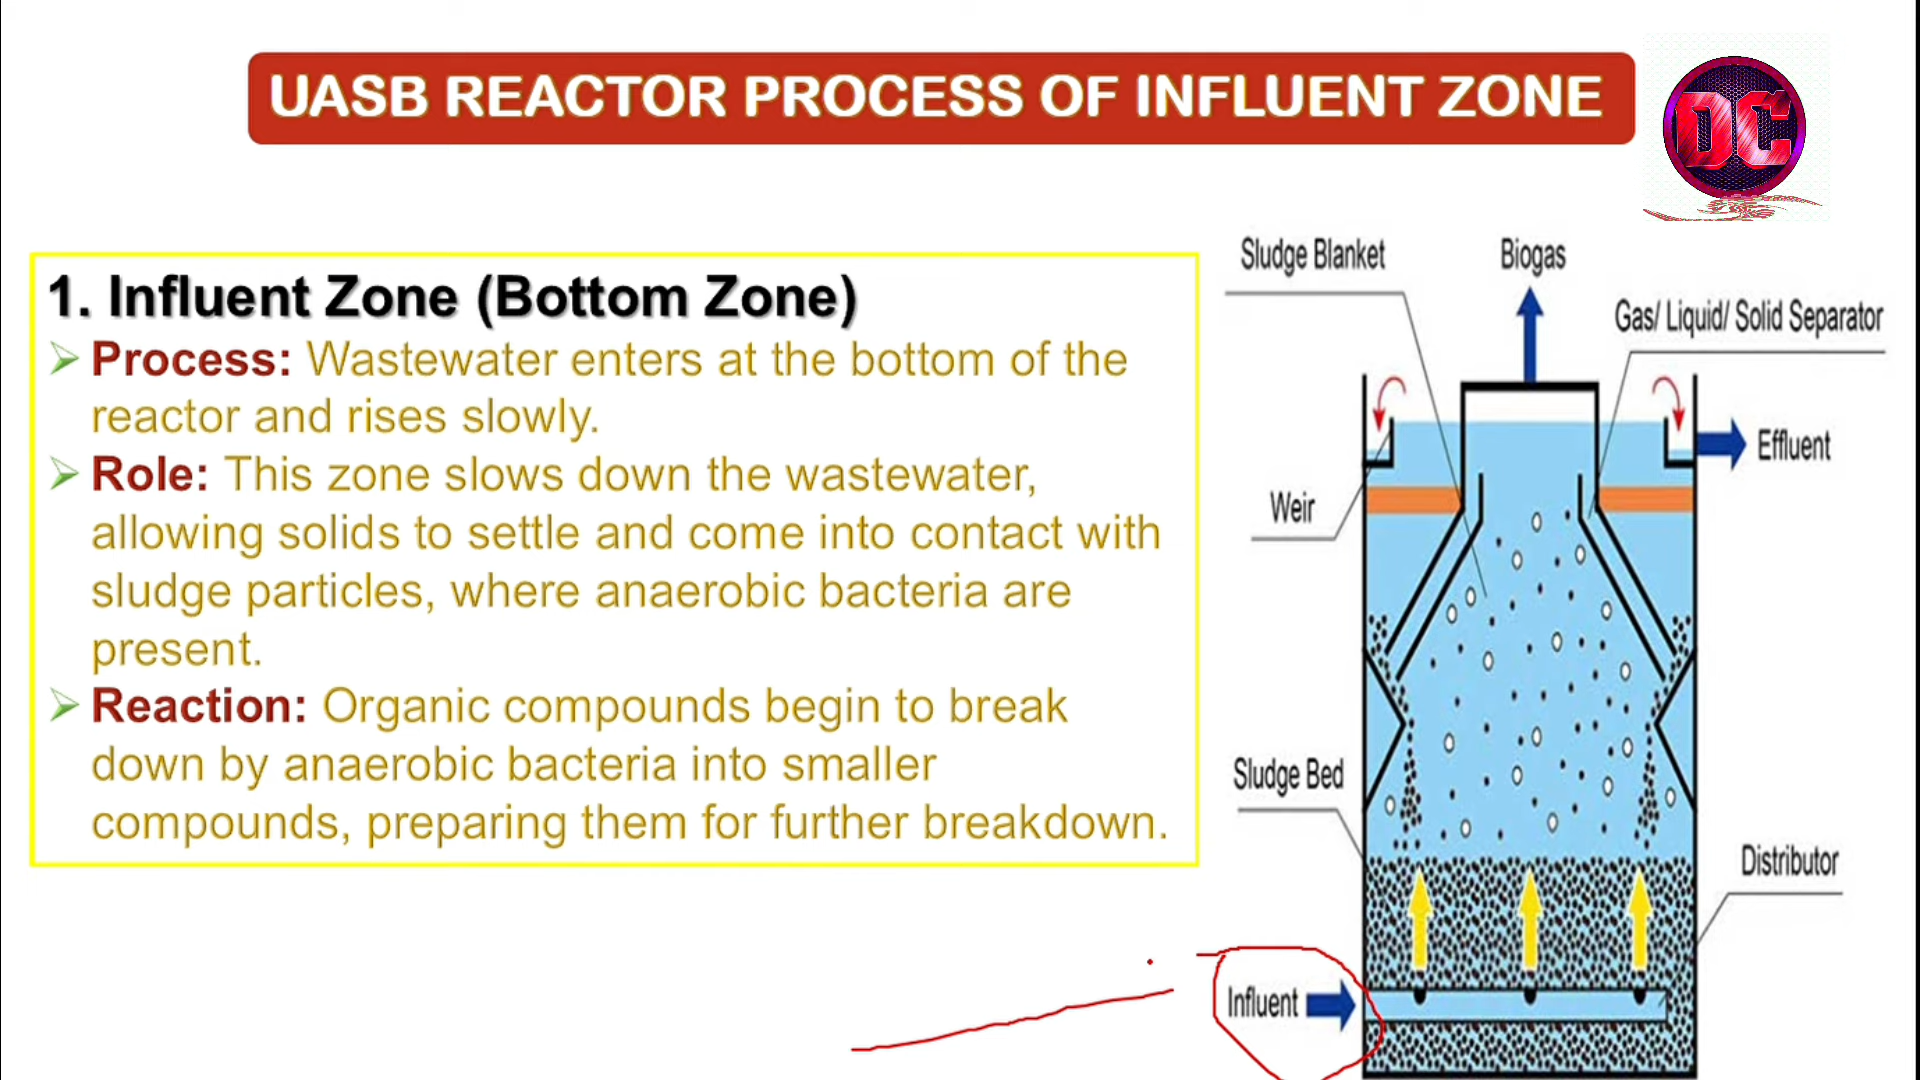 UASB REACTOR PROCESS OF INFLUENT ZONE
DC
1. Influent Zone (Bottom Zone)
Process: Wastewater enters at the bottom of the
reactor and rises slowly.
Role: This zone slows down the wastewater,
allowing solids to settle and come into contact with
sludge particles, where anaerobic bacteria are
present.
Reaction: Organic compounds begin to break
down by anaerobic bacteria into smaller
compounds, preparing them for further breakdown.
Sludge Blanket
Biogas
Gas/ Liquid/ Solid Separator
Effluent
Weir
Sludge Bed
Distributor
Influent